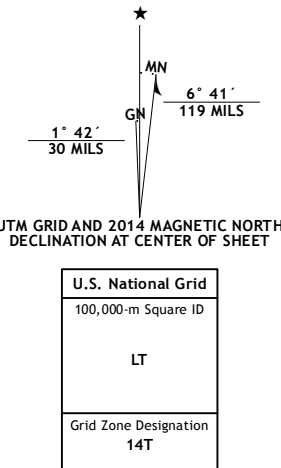 MN
GN
6° 41´
119 MILS
1° 42´
30 MILS
UTM GRID AND 2014 MAGNETIC NORTH
DECLINATION AT CENTER OF SHEET
U.S. National Grid
100,000-m Square ID
LT
Grid Zone Designation
14T